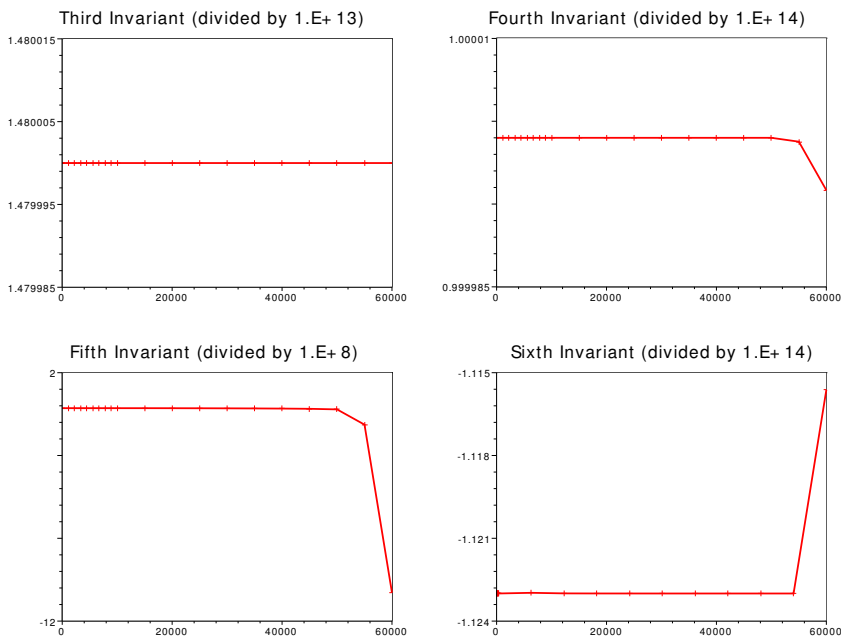 Third Invariant (divided by 1.E+13)
1.480015
1.480005
1.479995
1.479985
0 20000 40000 60000
Fourth Invariant (divided by 1.E+14)
1.00001
0.999985
0 20000 40000 60000
Fifth Invariant (divided by 1.E+8)
2
-12
0 20000 40000 60000
Sixth Invariant (divided by 1.E+14)
-1.115
-1.118
-1.121
-1.124
0 20000 40000 60000